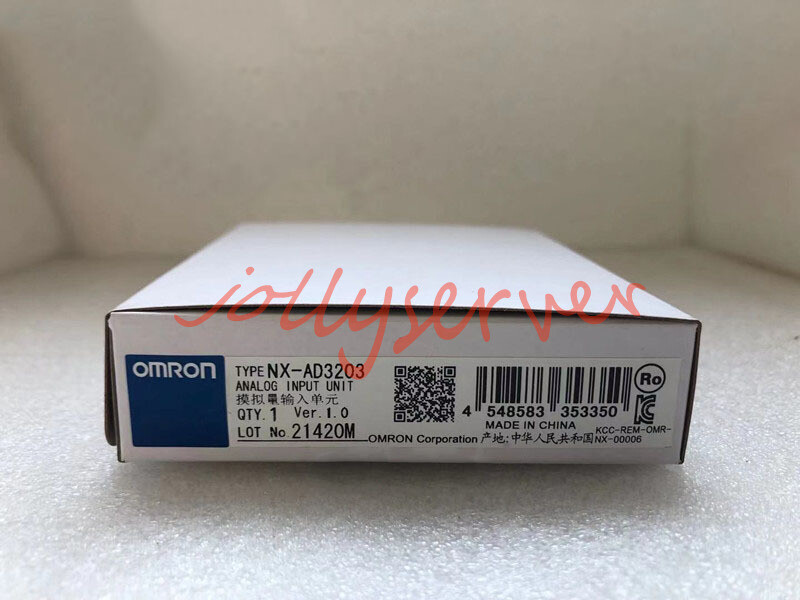 jollyserver
OMRON
TYPE NX-AD3203
ANALOG INPUT UNIT
摸拟量输入单元
QTY.1 Ver.1.0
LOT No 21420M
OMRON Corporation
4 548583 353350
MADE IN CHINA
产地:中华人民共和国
Ro
KCC-REM-OMR-
NX-00006